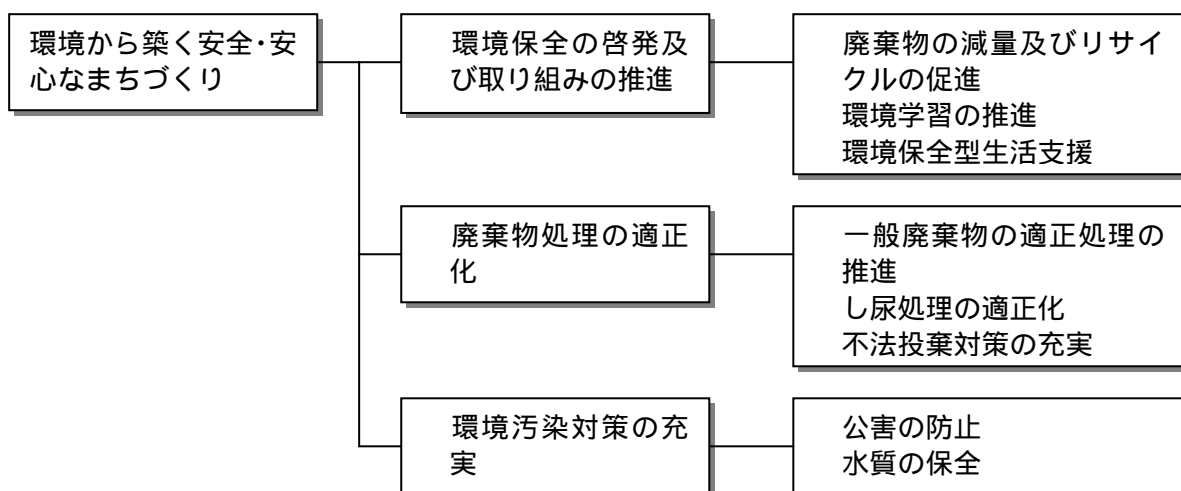 環境から築く安全・安
心なまちづくり
環境保全の啓発及
び取り組みの推進
廃棄物の減量及びリサイ
クルの促進
環境学習の推進
環境保全型生活支援
廃棄物処理の適正
化
一般廃棄物の適正処理の
推進
し尿処理の適正化
不法投棄対策の充実
環境汚染対策の充
実
公害の防止
水質の保全